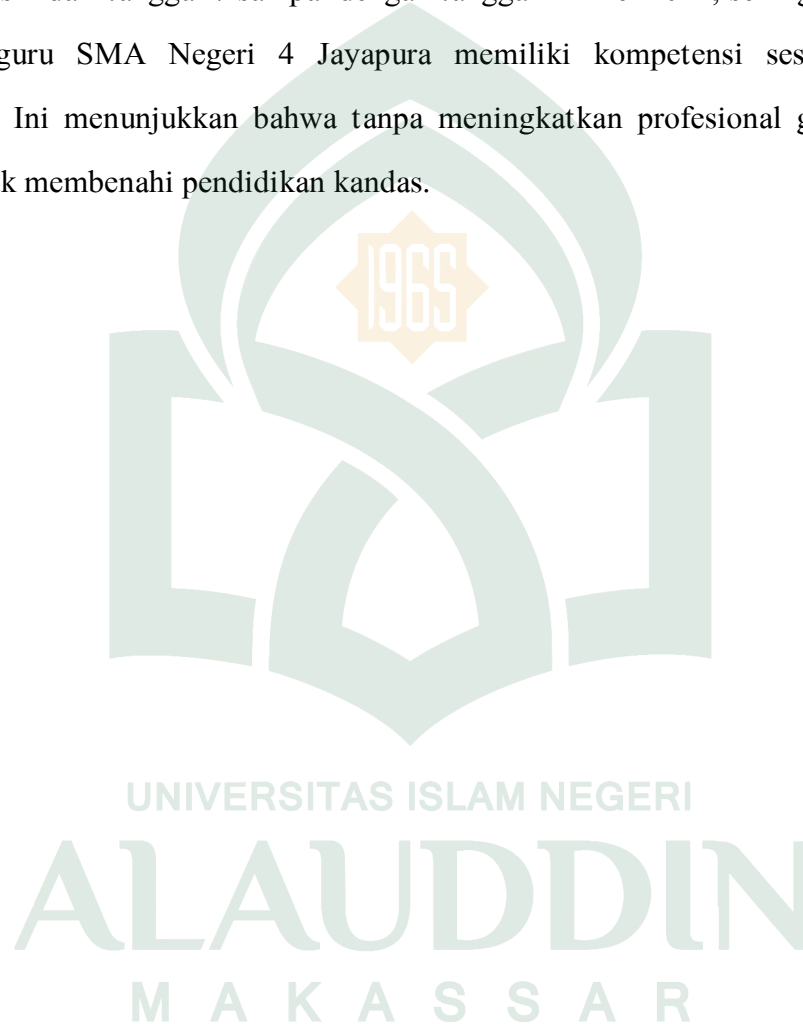 guru SMA Negeri 4 Jayapura memiliki kompetensi
Ini menunjukkan bahwa tanpa meningkatkan profesional
membenahi pendidikan kandas.
1965
UNIVERSITAS ISLAM NEGERI
ALAUDDIN
MAKASSAR